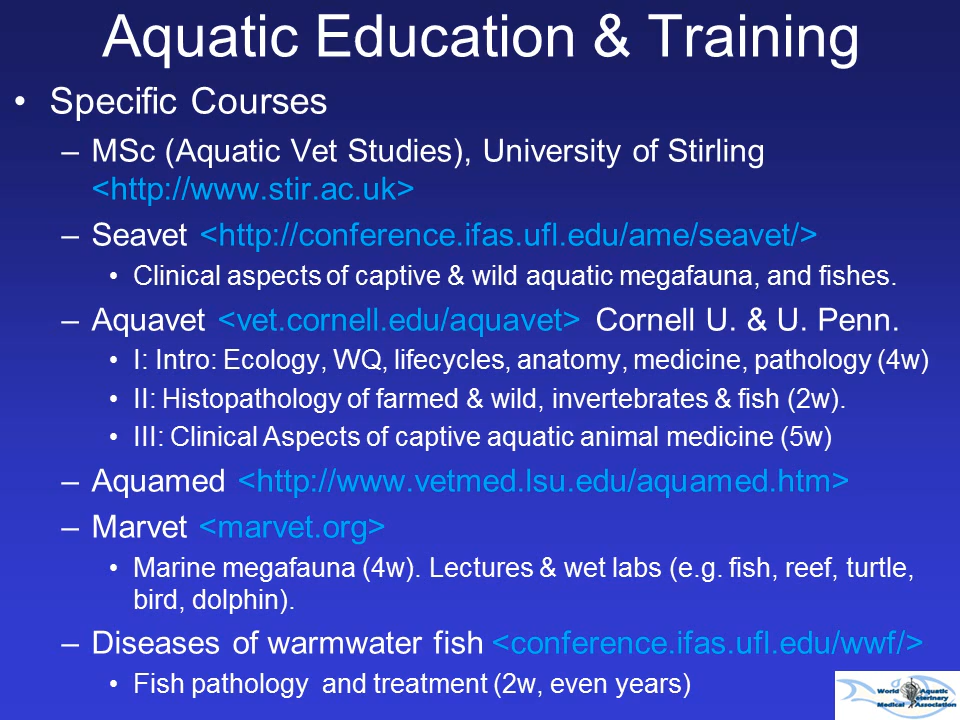 Aquatic Education & Training
• Specific Courses
– MSc (Aquatic Vet Studies), University of Stirling
<http://www.stir.ac.uk>
– Seavet <http://conference.ifas.ufl.edu/ame/seavet/>
• Clinical aspects of captive & wild aquatic megafauna, and fishes.
– Aquavet <vet.cornell.edu/aquavet> Cornell U. & U. Penn.
• I: Intro: Ecology, WQ, lifecycles, anatomy, medicine, pathology (4w)
• II: Histopathology of farmed & wild, invertebrates & fish (2w).
• III: Clinical Aspects of captive aquatic animal medicine (5w)
– Aquamed <http://www.vetmed.lsu.edu/aquamed.htm>
– Marvet <marvet.org>
• Marine megafauna (4w). Lectures & wet labs (e.g. fish, reef, turtle,
bird, dolphin).
– Diseases of warmwater fish <conference.ifas.ufl.edu/wwf/>
• Fish pathology and treatment (2w, even years)
World Aquatic
Veterinary
Medical Association